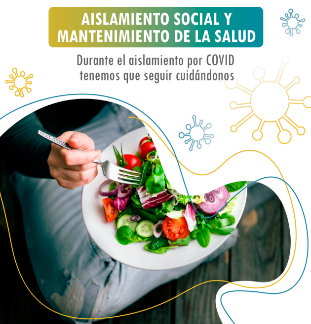 AISLAMIENTO SOCIAL Y
MANTENIMIENTO DE LA SALUD
Durante el aislamiento por COVID
tenemos que seguir cuidándonos